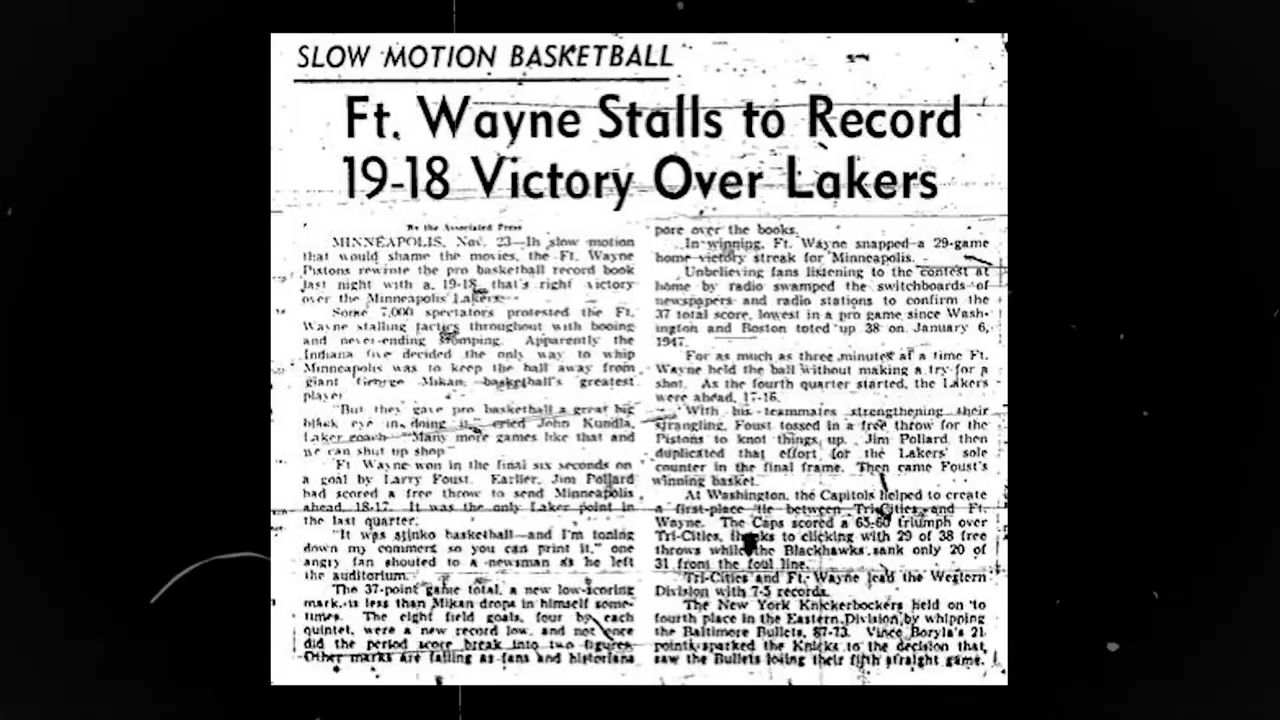 SLOW MOTION BASKETBALL
Ft. Wayne Stalls to Record
19-18 Victory Over Lakers
By the Associated Press
MINNEAPOLIS, Nov. 23—In slow motion
that would shame the movies, the Ft. Wayne
Pistons rewrote the pro basketball record book
last night with a 19-18, that's right victory
over the Minneapolis Lakers.
Some 7,000 spectators protested the Ft.
Wayne stalling tactics throughout with booing
and never-ending stomping. Apparently the
Indiana five decided the only way to whip
Minneapolis was to keep the ball away from
giant George Mikan, basketball's greatest
player.
"But they gave pro basketball a great big
black eye in doing it," cried John Kundla,
Laker coach. "Many more games like that and
we can shut up shop."
Ft. Wayne won in the final six seconds on
a goal by Larry Foust. Earlier, Jim Pollard
had scored a free throw to send Minneapolis
ahead, 18-17. It was the only Laker point in
the last quarter.
"It was stinko basketball—and I'm toning
down my comment so you can print it," one
angry fan shouted to a newsman as he left
the auditorium.
The 37-point game total, a new low-scoring
mark, is less than Mikan drops in himself some-
times. The eight field goals, four by each
quintet, were a new record low, and not once
did the period score break into two figures.
Other marks are falling as fans and historians
pore over the books.
In winning, Ft. Wayne snapped a 29-game
home victory streak for Minneapolis.
Unbelieving fans listening to the contest at
home by radio swamped the switchboards of
newspapers and radio stations to confirm the
37 total score, lowest in a pro game since Wash-
ington and Boston toted up 38 on January 6,
1947.
For as much as three minutes at a time Ft.
Wayne held the ball without making a try for a
shot. As the fourth quarter started, the Lakers
were ahead, 17-16.
With his teammates strengthening their
strangling, Foust tossed in a free throw for the
Pistons to knot things up. Jim Pollard then
duplicated that effort for the Lakers' sole
counter in the final frame. Then came Foust's
winning basket.
At Washington, the Capitols helped to create
a first-place tie between Tri-Cities and Ft.
Wayne. The Caps scored a 65-60 triumph over
Tri-Cities, thanks to clicking with 29 of 38 free
throws while the Blackhawks sank only 20 of
31 from the foul line.
Tri-Cities and Ft. Wayne lead the Western
Division with 7-5 records.
The New York Knickerbockers held on to
fourth place in the Eastern Division by whipping
the Baltimore Bullets, 87-73. Vince Boryla's 21
points sparked the Knicks to the decision that
saw the Bullets losing their fifth straight game.